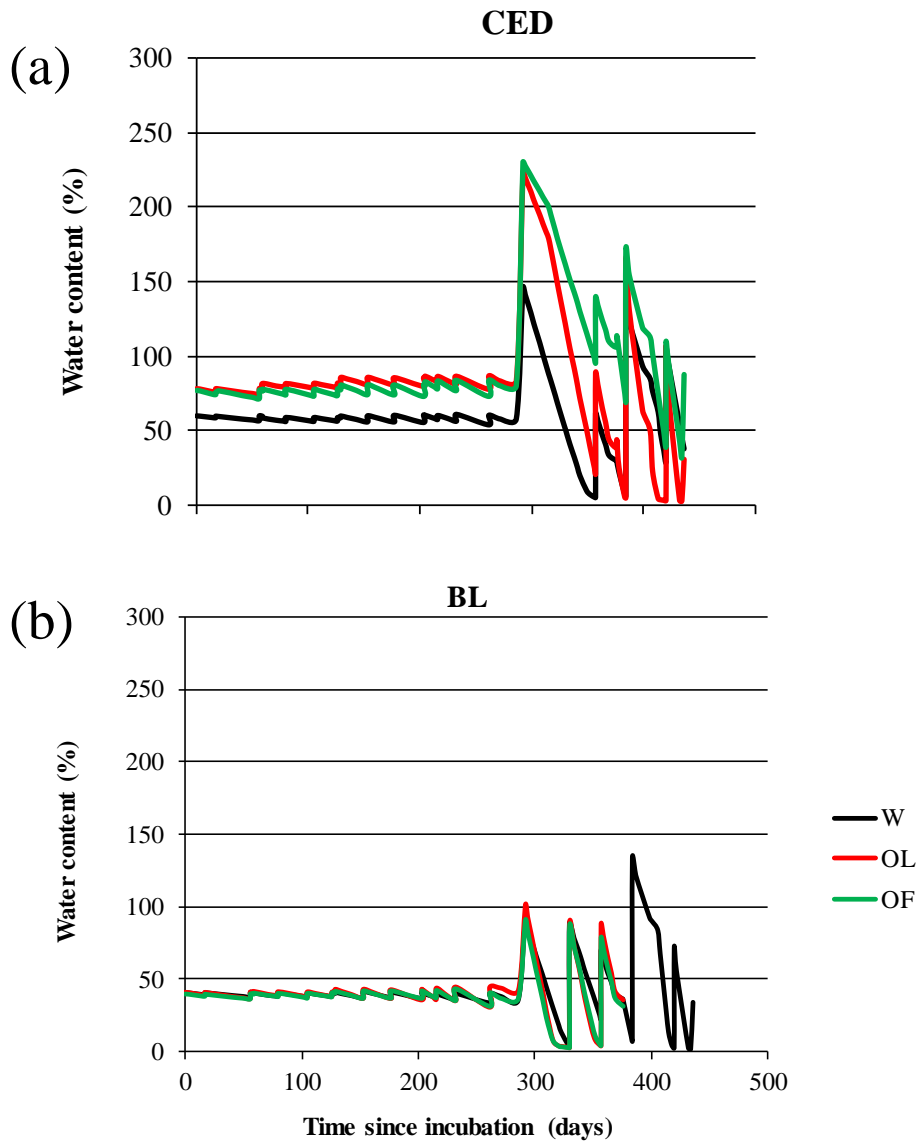 CED
(a)
300
250
200
150
100
50
0
Water content (%)
BL
(b)
300
250
200
150
100
50
0
Water content (%)
0 100 200 300 400 500
Time since incubation (days)
W
OL
OF